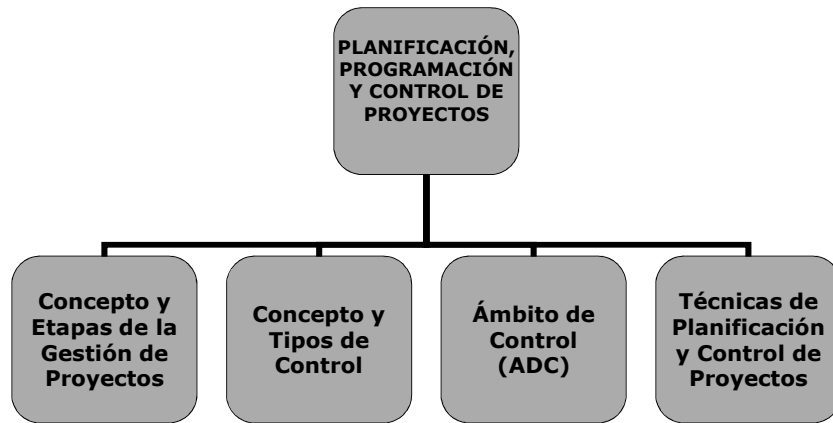 PLANIFICACIÓN,
PROGRAMACIÓN
Y CONTROL DE
PROYECTOS
Concepto y
Etapas de la
Gestión de
Proyectos
Concepto y
Tipos de
Control
Ámbito de
Control
(ADC)
Técnicas de
Planificación
y Control de
Proyectos